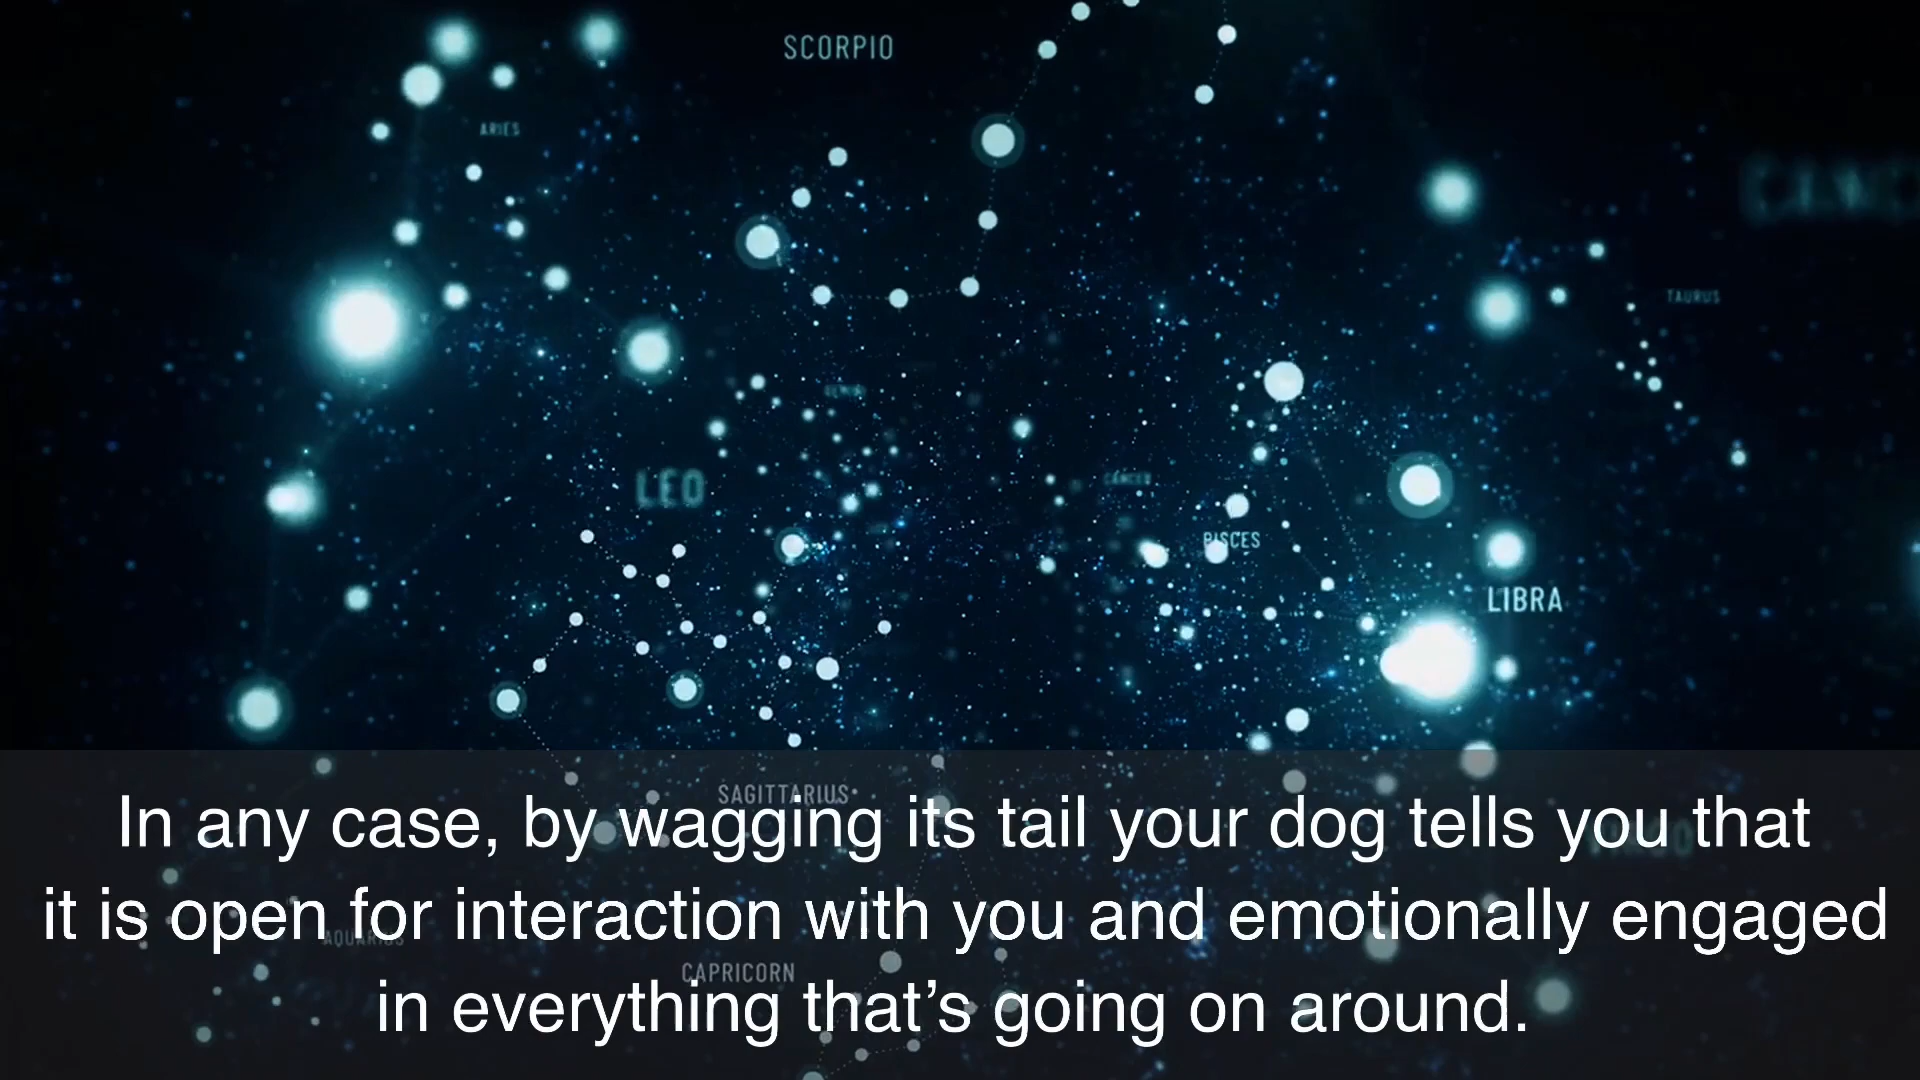 SCORPIO
ARIES
TAURUS
LEO
CANCER
PISCES
LIBRA
SAGITTARIUS
In any case, by wagging its tail your dog tells you that
it is open for interaction with you and emotionally engaged
AQUARIUS
CAPRICORN
in everything that’s going on around.